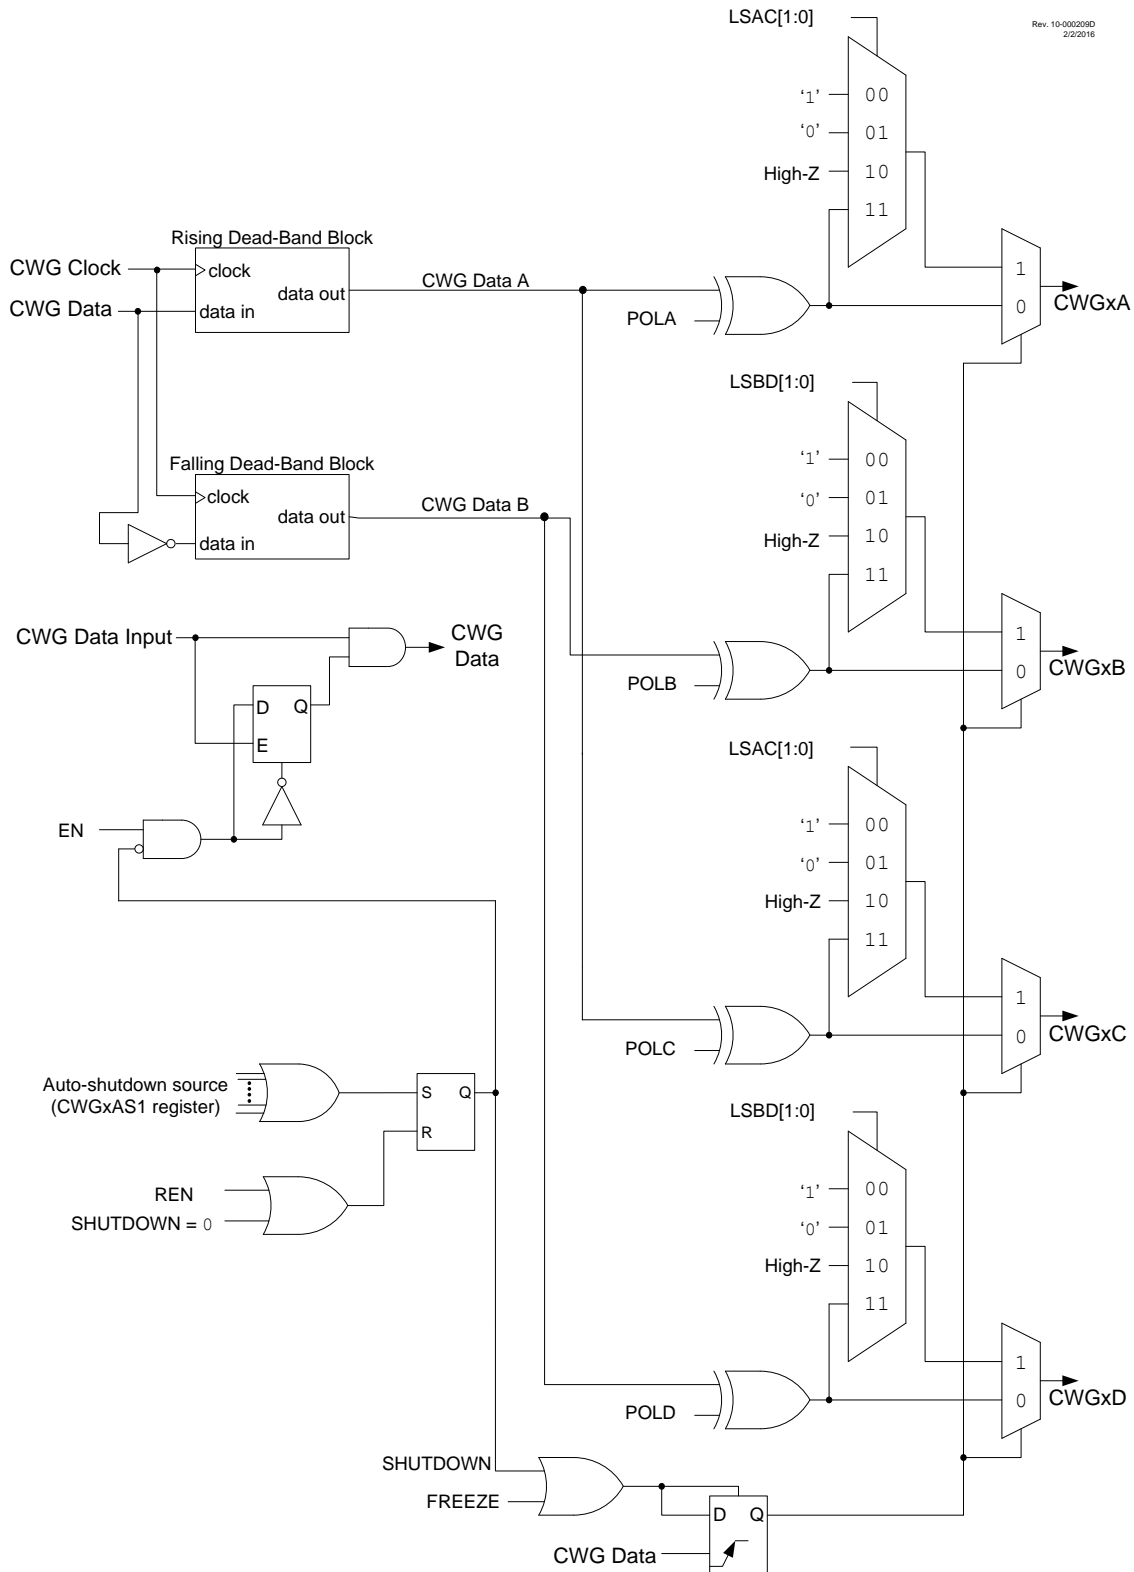 LSAC[1:0]
Rev. 10-000209D
2/2/2016
‘1’
00
‘0’
01
High-Z
10
11
Rising Dead-Band Block
CWG Clock
clock
CWG Data
data in
data out
CWG Data A
POLA
1
0
CWGxA
LSBD[1:0]
‘1’
00
‘0’
01
High-Z
10
11
Falling Dead-Band Block
clock
data out
data in
CWG Data B
POLB
1
0
CWGxB
CWG Data Input
CWG
Data
D
Q
E
EN
LSAC[1:0]
‘1’
00
‘0’
01
High-Z
10
11
POLC
1
0
CWGxC
Auto-shutdown source
(CWGxAS1 register)
S
Q
R
REN
SHUTDOWN = 0
LSBD[1:0]
‘1’
00
‘0’
01
High-Z
10
11
POLD
1
0
CWGxD
SHUTDOWN
FREEZE
D
Q
CWG Data